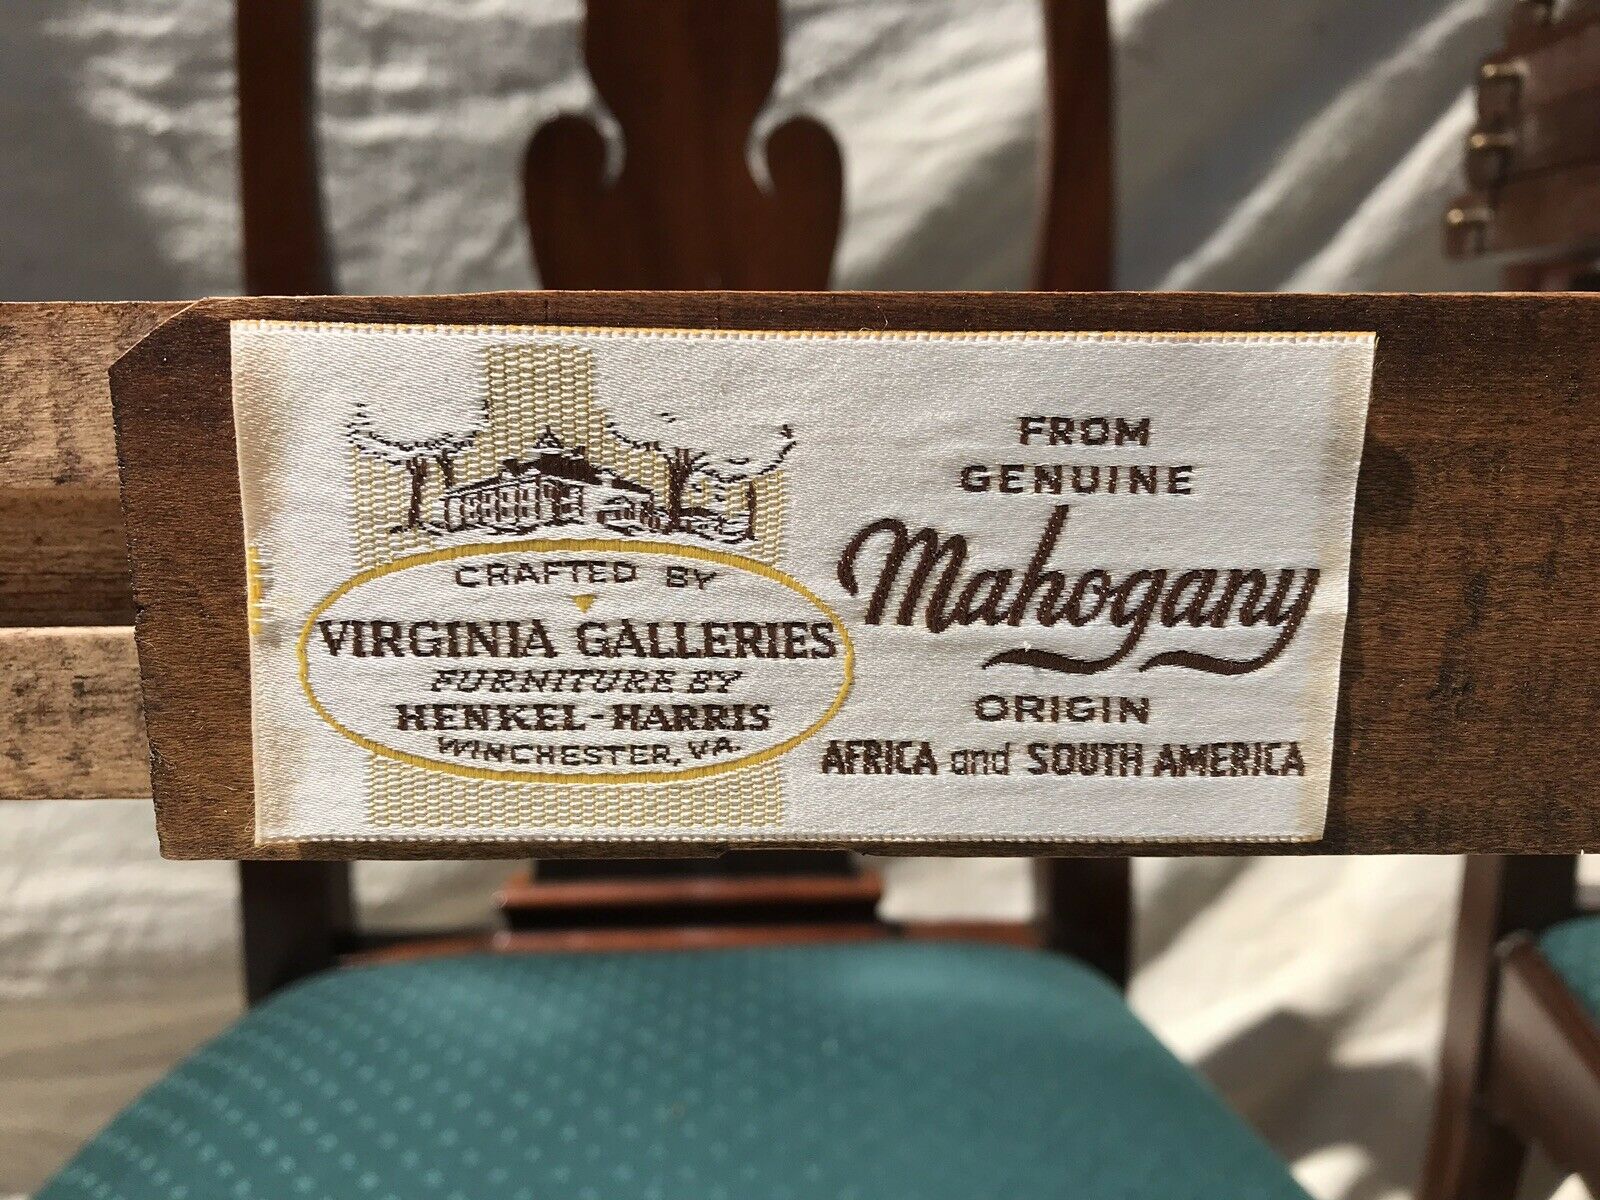 CRAFTED BY
VIRGINIA GALLERIES
FURNITURE BY
HENKEL-HARRIS
WINCHESTER, VA.
FROM
GENUINE
Mahogany
ORIGIN
AFRICA and SOUTH AMERICA